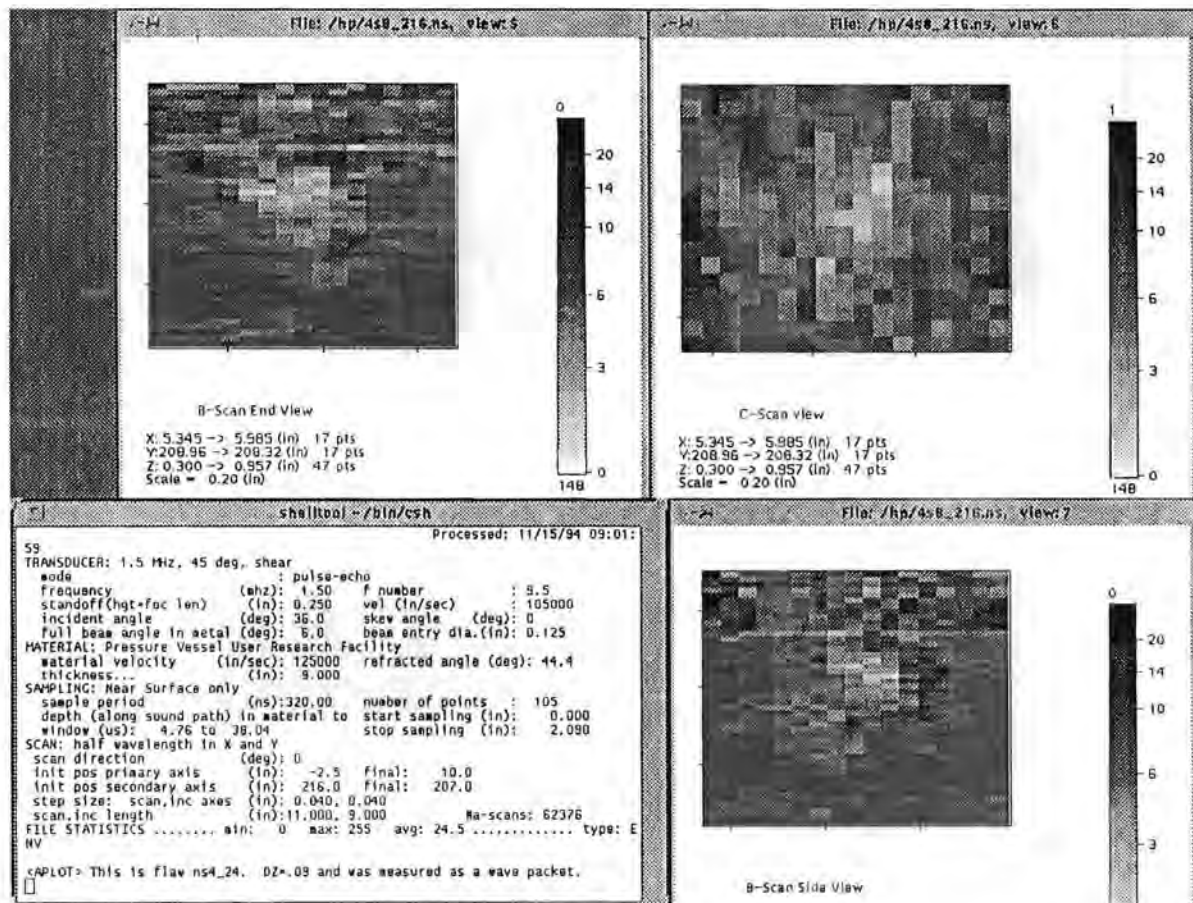 File: /hp/4s8_216.ns, view:5
0
20
14
10
6
3
0
148
B-Scan End View
X: 5.345 -> 5.985 (in) 17 pts
Y:208.96 -> 208.32 (in) 17 pts
Z: 0.300 -> 0.957 (in) 47 pts
Scale = 0.20 (in)
File: /hp/4s8_216.ns, view:6
1
20
14
10
6
3
0
148
C-Scan view
X: 5.345 -> 5.985 (in) 17 pts
Y:208.96 -> 208.32 (in) 17 pts
Z: 0.300 -> 0.957 (in) 47 pts
Scale = 0.20 (in)
shelltool - /bin/csh
Processed: 11/15/94 09:01:
59
TRANSDUCER: 1.5 MHz, 45 deg, shear
mode : pulse-echo
frequency (mhz): 1.50 f number : 9.5
standoff(hgt+foc len) (in): 0.250 vel (in/sec) : 105000
incident angle (deg): 36.0 skew angle (deg): 0
full beam angle in metal (deg): 6.0 beam entry dia.(in): 0.125
MATERIAL: Pressure Vessel User Research Facility
material velocity (in/sec): 125000 refracted angle (deg): 44.4
thickness... (in): 9.000
SAMPLING: Near Surface only
sample period (ns):320.00 number of points : 105
depth (along sound path) in material to start sampling (in): 0.000
window (us): 4.76 to 38.04 stop sampling (in): 2.090
SCAN: half wavelength in X and Y
scan direction (deg): 0
init pos primary axis (in): -2.5 final: 10.0
init pos secondary axis (in): 216.0 final: 207.0
step size: scan,inc axes (in): 0.040, 0.040
scan,inc length (in):11.000, 9.000 Na-scans: 62376
FILE STATISTICS ........ min: 0 max: 255 avg: 24.5 ............. type: E
NV
<APLOT> This is flaw ns4_24. DZ=.09 and was measured as a wave packet.
File: /hp/4s8_216.ns, view:7
0
20
14
10
6
3
B-Scan Side View